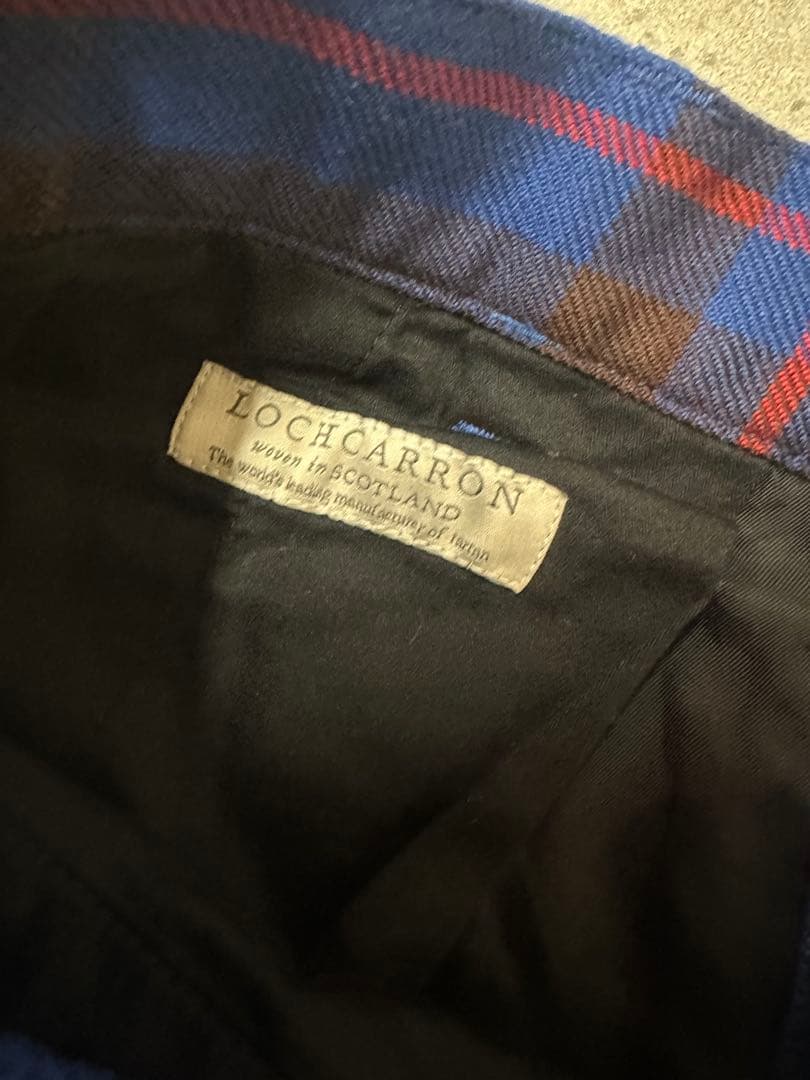 LOCHCARRON
woven in SCOTLAND
The world's leading manufacturer of tartan